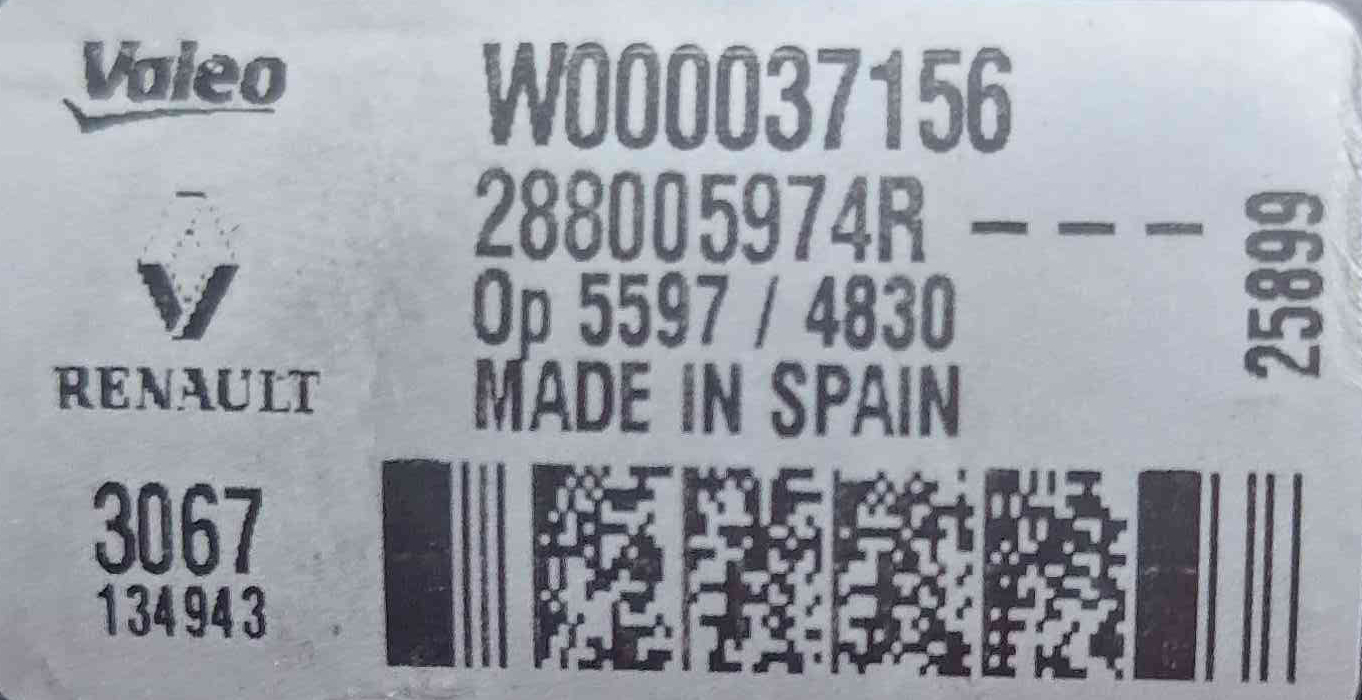 Valeo
W000037156
288005974R ---
Op 5597 / 4830
MADE IN SPAIN
25899
RENAULT
3067
134943